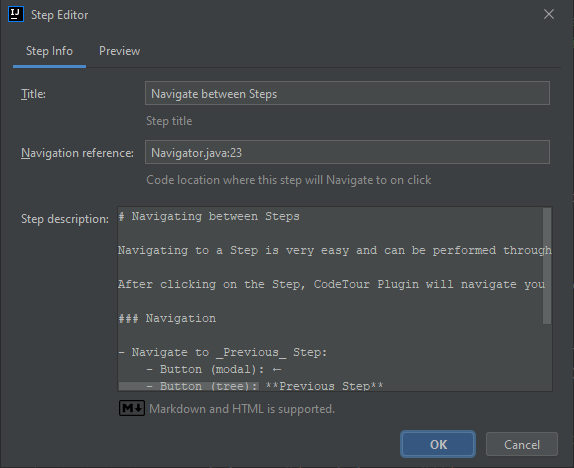 Step Editor
Step Info Preview
Title: Navigate between Steps
Step title
Navigation reference: Navigator.java:23
Code location where this step will Navigate to on click
Step description: # Navigating between Steps
Navigating to a Step is very easy and can be performed through
After clicking on the Step, CodeTour Plugin will navigate you
### Navigation
- Navigate to _Previous_ Step:
- Button (modal): ←
- Button (tree): **Previous Step**
M↓ Markdown and HTML is supported.
OK Cancel